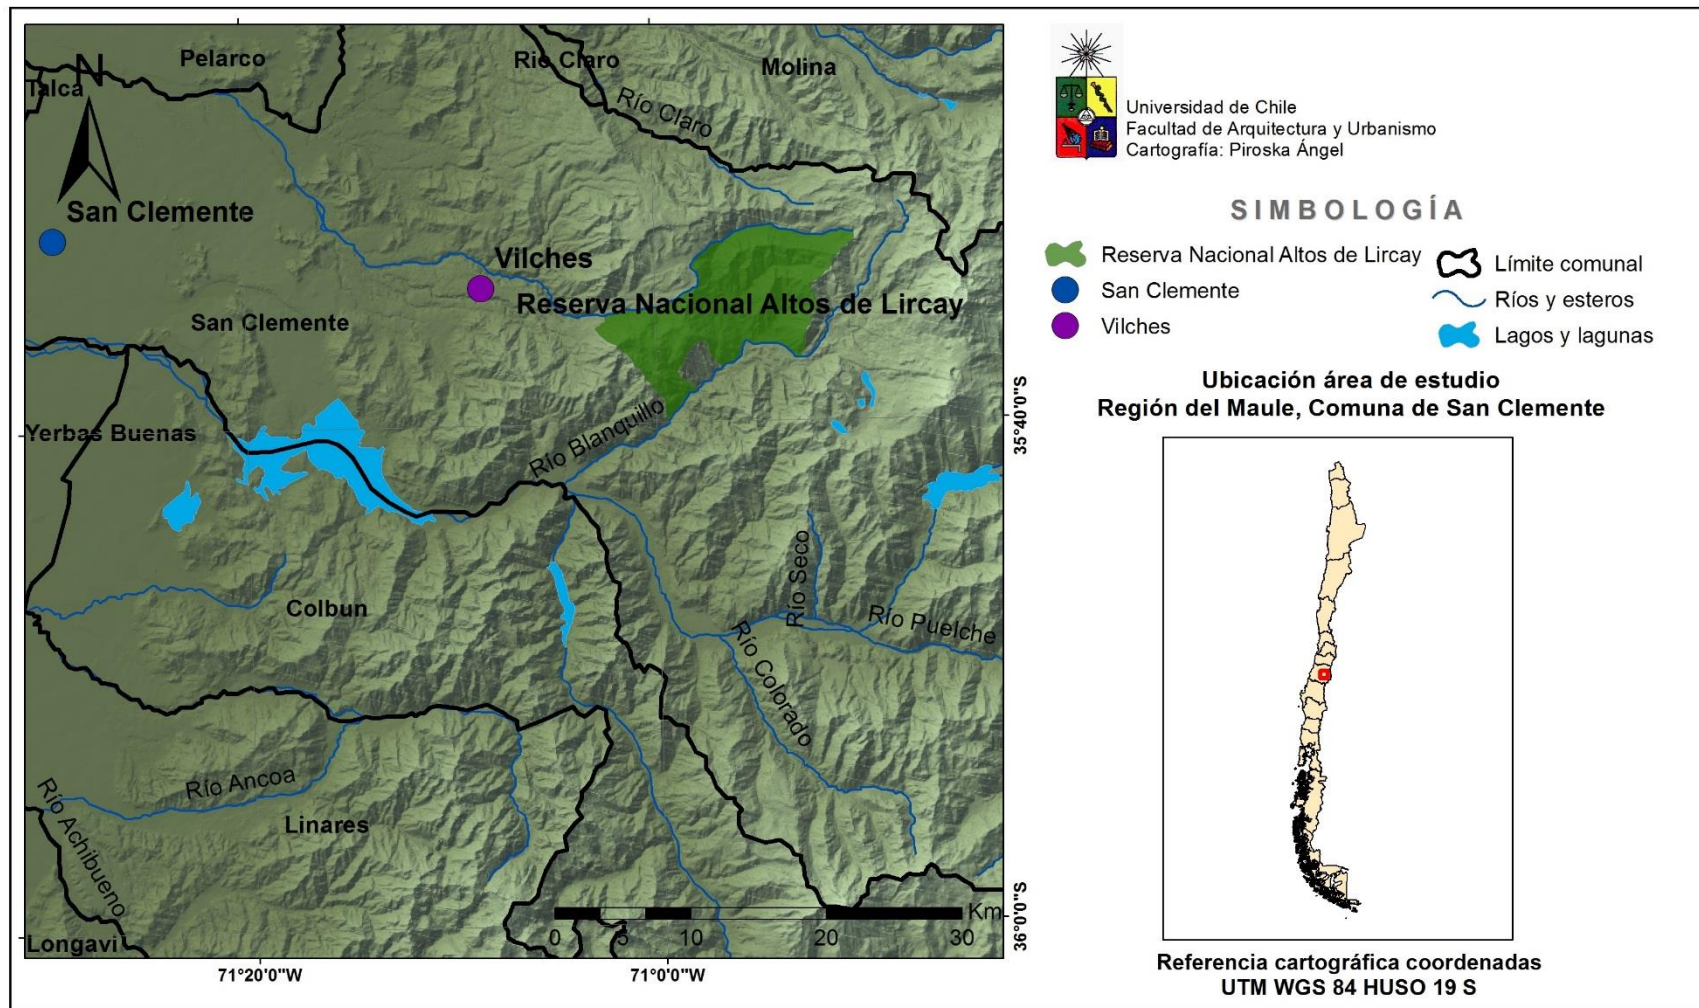 Pelarco
Rio Claro
Molina
N
Talca
Río Claro
San Clemente
Vilches
Reserva Nacional Altos de Lircay
San Clemente
Yerbas Buenas
Río Blanquillo
Río Seco
Colbun
Río Puelche
Río Colorado
Río Ancoa
Linares
Río Achibueno
Longavi
Km
0 5 10 20 30
71°20'0"W 71°0'0"W
35°40'0"S
36°0'0"S
Universidad de Chile
Facultad de Arquitectura y Urbanismo
Cartografía: Piroska Ángel
SIMBOLOGÍA
Reserva Nacional Altos de Lircay
San Clemente
Vilches
Límite comunal
Ríos y esteros
Lagos y lagunas
Ubicación área de estudio
Región del Maule, Comuna de San Clemente
Referencia cartográfica coordenadas
UTM WGS 84 HUSO 19 S